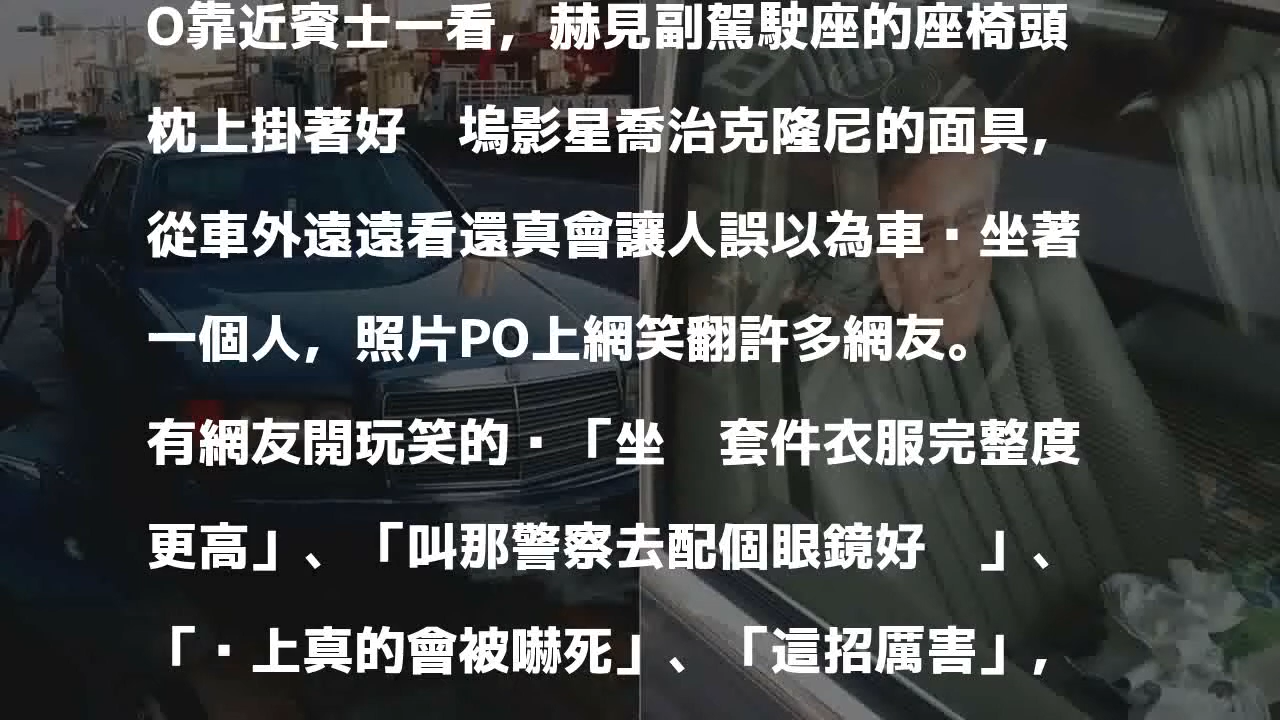 O靠近賓士一看，赫見副駕駛座的座椅頭
枕上掛著好　塢影星喬治克隆尼的面具，
從車外遠遠看還真會讓人誤以為車·坐著
一個人，照片PO上網笑翻許多網友。
有網友開玩笑的·「坐　套件衣服完整度
更高」、「叫那警察去配個眼鏡好　」、
「·上真的會被嚇死」、「這招厲害」，